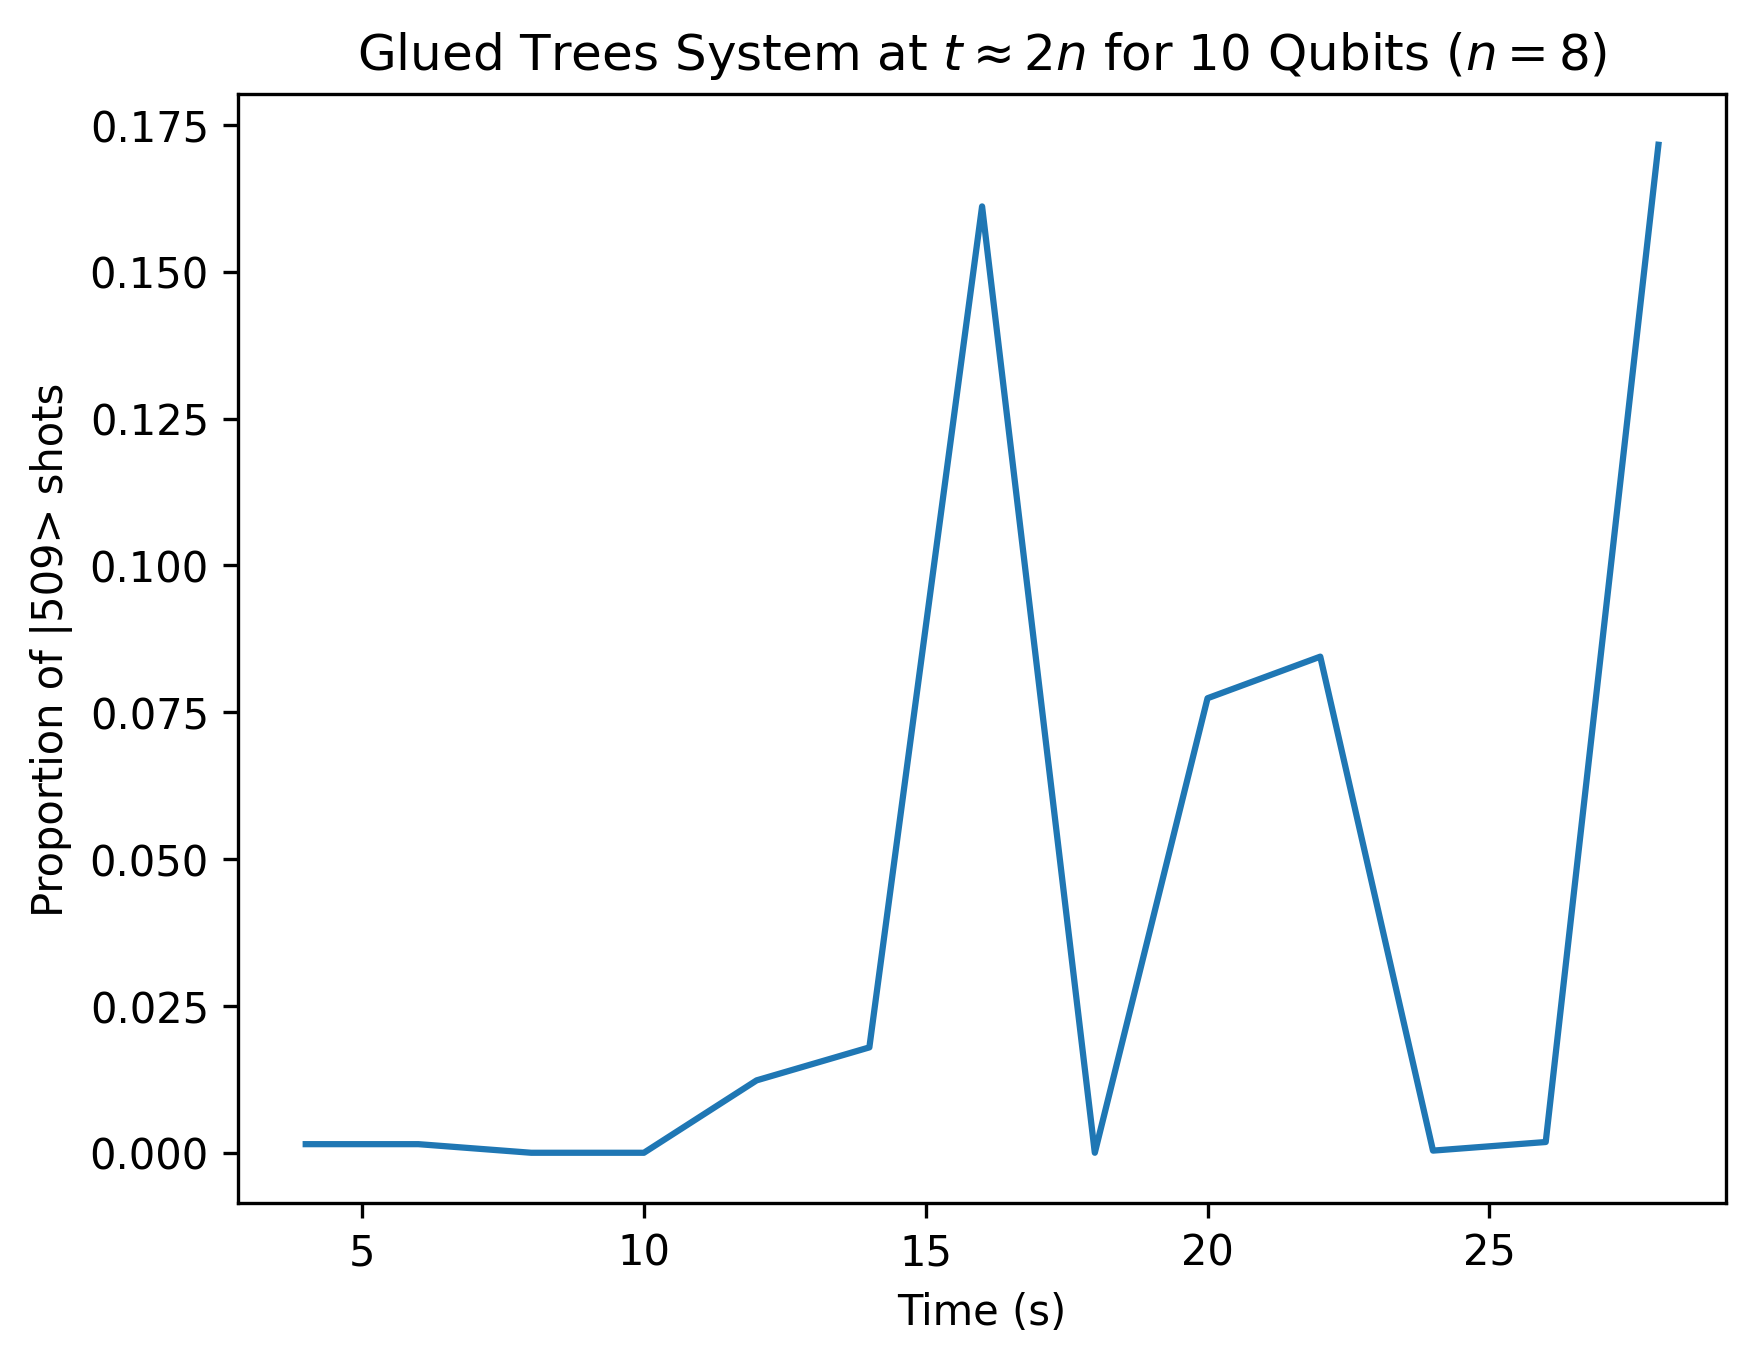 Glued Trees System at t ≈ 2n for 10 Qubits (n = 8)
0.175
0.150
0.125
0.100
0.075
0.050
0.025
0.000
Proportion of |509> shots
5 10 15 20 25
Time (s)